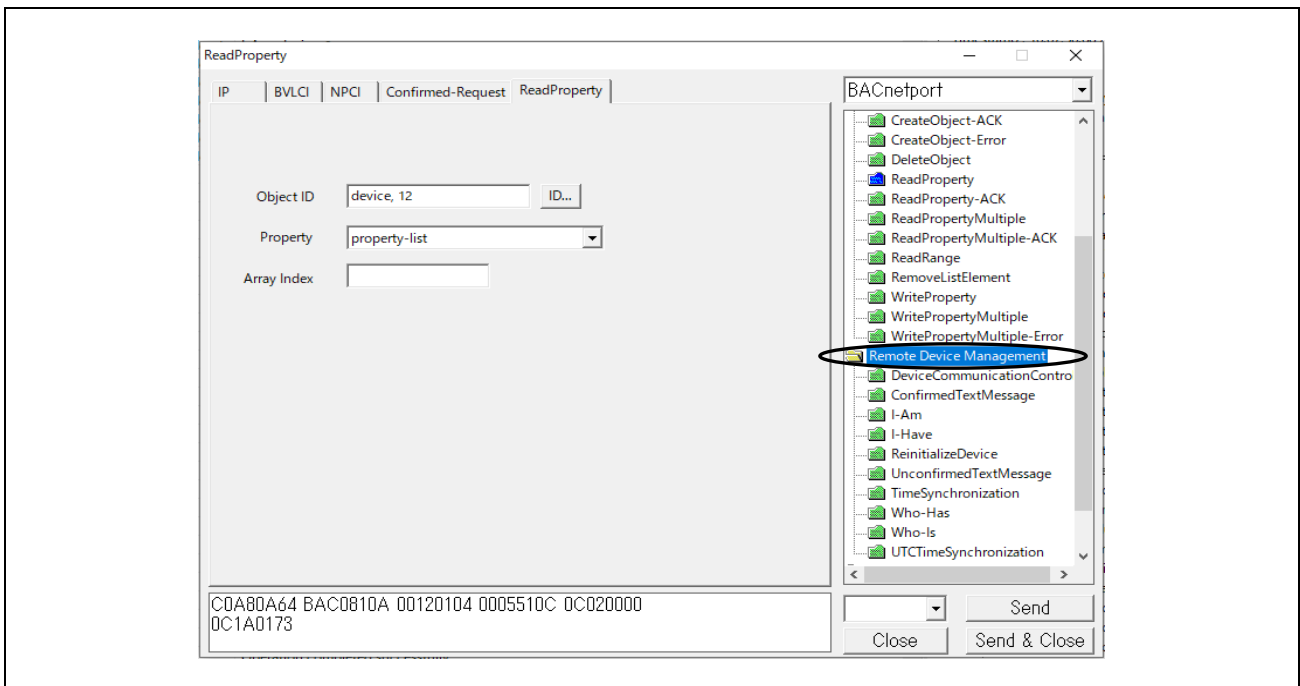 ReadProperty
IP BVLCI NPCI Confirmed-Request ReadProperty
Object ID device, 12 ID...
Property property-list
Array Index
BACnetport
CreateObject-ACK
CreateObject-Error
DeleteObject
ReadProperty
ReadProperty-ACK
ReadPropertyMultiple
ReadPropertyMultiple-ACK
ReadRange
RemoveListElement
WriteProperty
WritePropertyMultiple
WritePropertyMultiple-Error
Remote Device Management
DeviceCommunicationContro
ConfirmedTextMessage
I-Am
I-Have
ReinitializeDevice
UnconfirmedTextMessage
TimeSynchronization
Who-Has
Who-Is
UTCTimeSynchronization
C0A80A64 BAC0810A 00120104 0005510C 0C020000
0C1A0173
Send
Close Send & Close